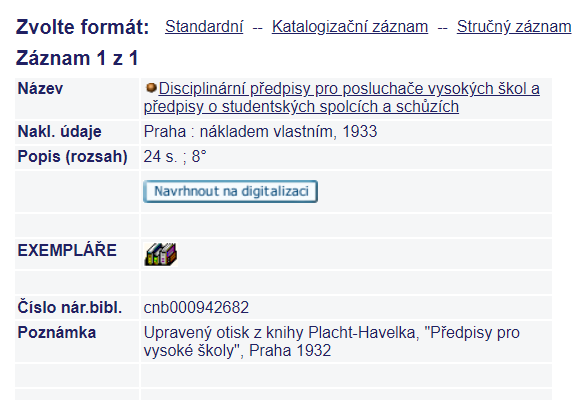 Zvolte formát: Standardní -- Katalogizační záznam -- Stručný záznam
Záznam 1 z 1
Název Disciplinární předpisy pro posluchače vysokých škol a
předpisy o studentských spolcích a schůzích
Nakl. údaje Praha : nákladem vlastním, 1933
Popis (rozsah) 24 s. ; 8°
Navrhnout na digitalizaci
EXEMPLÁŘE
Číslo nár.bibl. cnb000942682
Poznámka Upravený otisk z knihy Placht-Havelka, "Předpisy pro
vysoké školy", Praha 1932